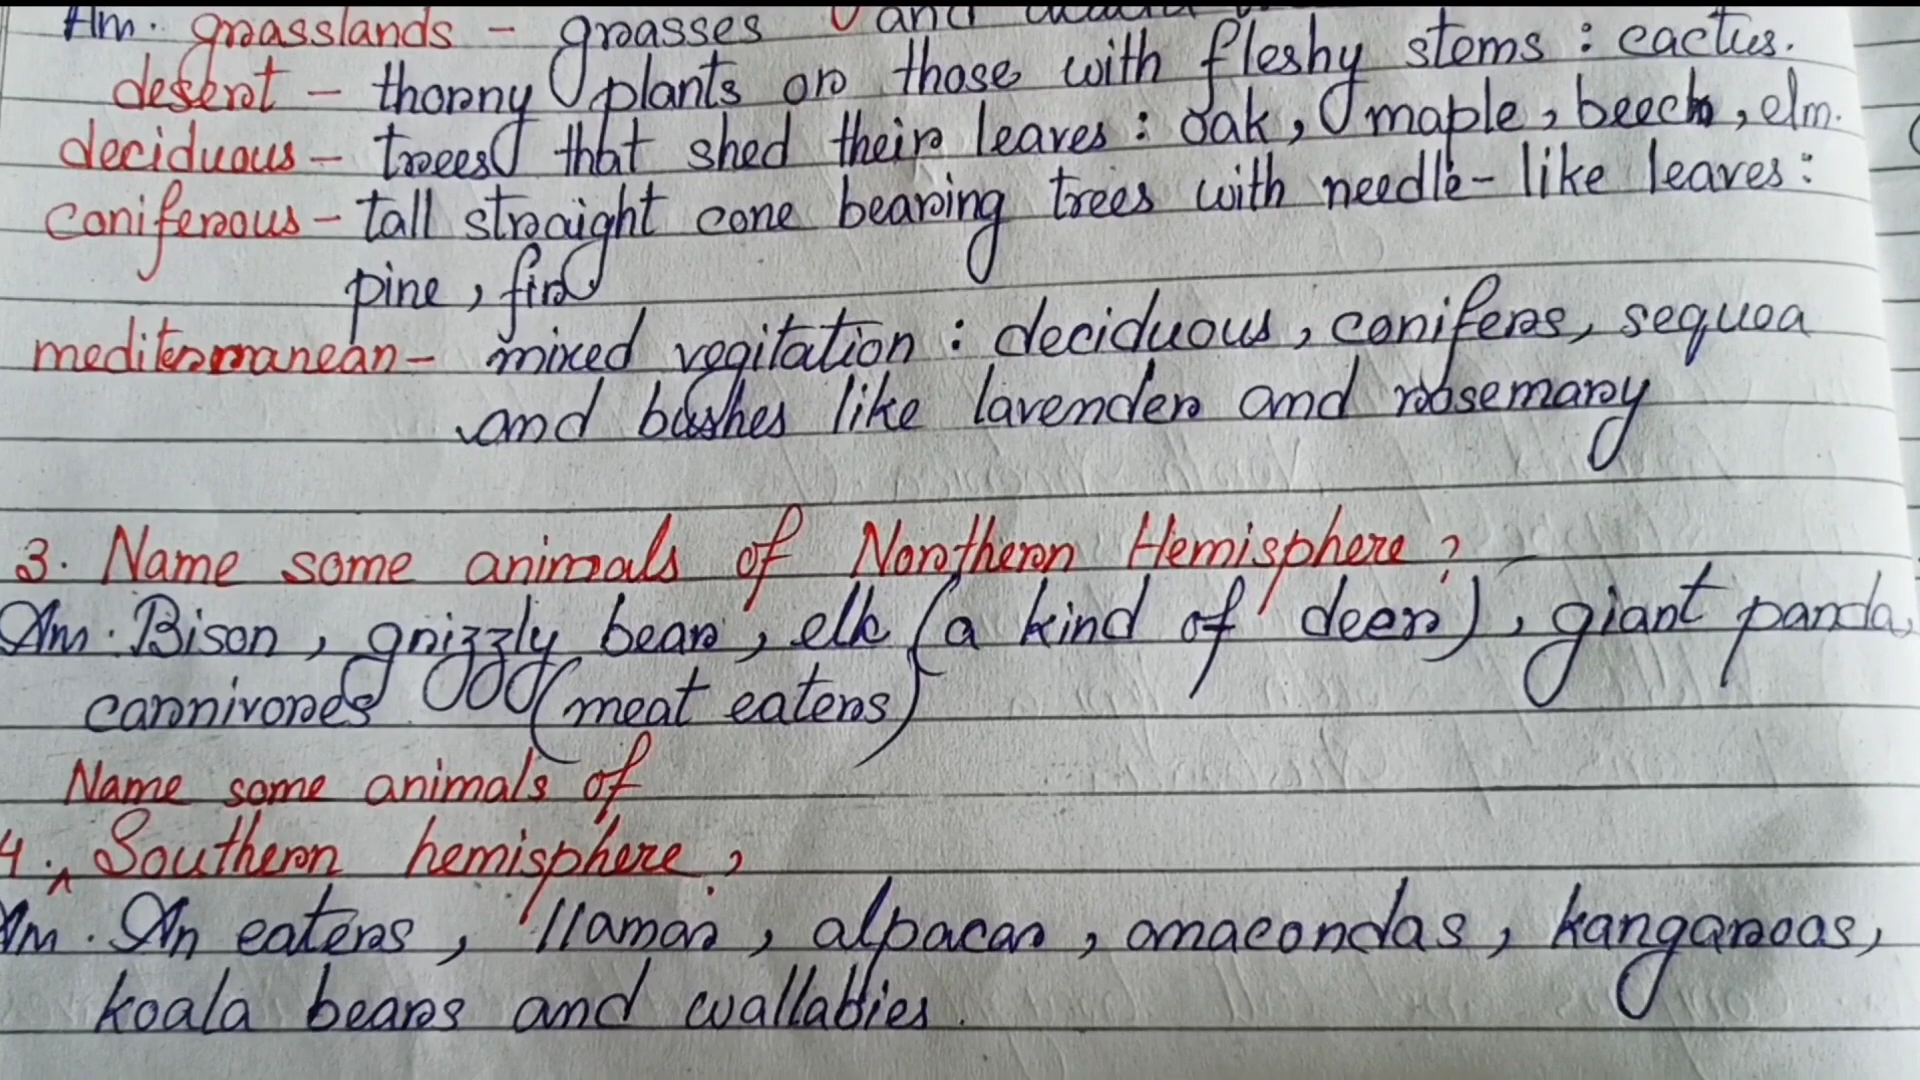 Ans. grasslands - grasses and
desert - thorny plants or those with fleshy stems : cactus.
deciduous - trees that shed their leaves : oak, maple, beech, elm.
coniferous - tall straight cone bearing trees with needle-like leaves :
pine, fir
mediterranean - mixed vegitation : deciduous, conifers, sequoa
and bushes like lavender and rosemary
3. Name some animals of Northern Hemisphere?
Ans. Bison, grizzly bear, elk (a kind of deer), giant panda,
carnivores (meat eaters)
Name some animals of
4. ^ Southern hemisphere?
Ans. An eaters, llamas, alpacas, anacondas, kangaroos,
koala bears and wallabies.